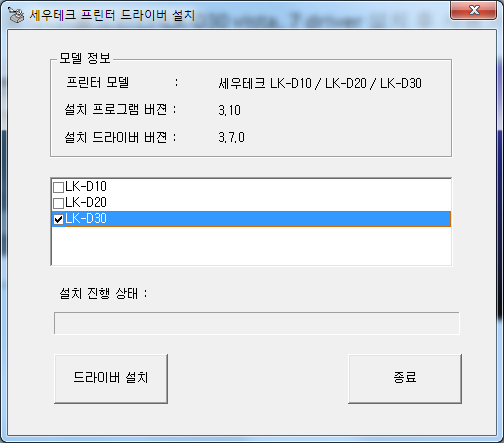 세우테크 프린터 드라이버 설치
모델 정보
프린터 모델 : 세우테크 LK-D10 / LK-D20 / LK-D30
설치 프로그램 버젼 : 3.10
설치 드라이버 버젼 : 3.7.0
LK-D10
LK-D20
LK-D30
설치 진행 상태 :
드라이버 설치
종료